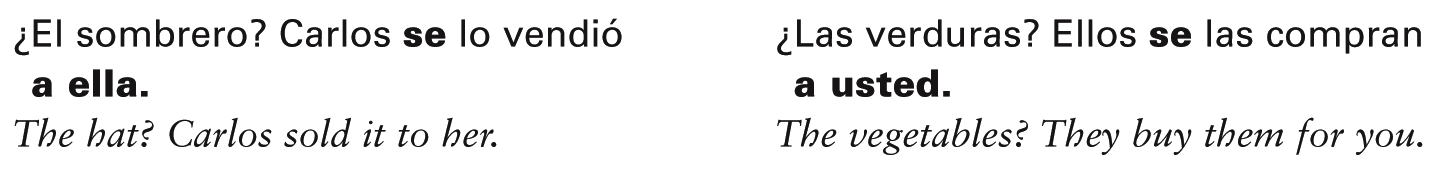 ¿El sombrero? Carlos se lo vendió
a ella.
The hat? Carlos sold it to her.
¿Las verduras? Ellos se las compran
a usted.
The vegetables? They buy them for you.